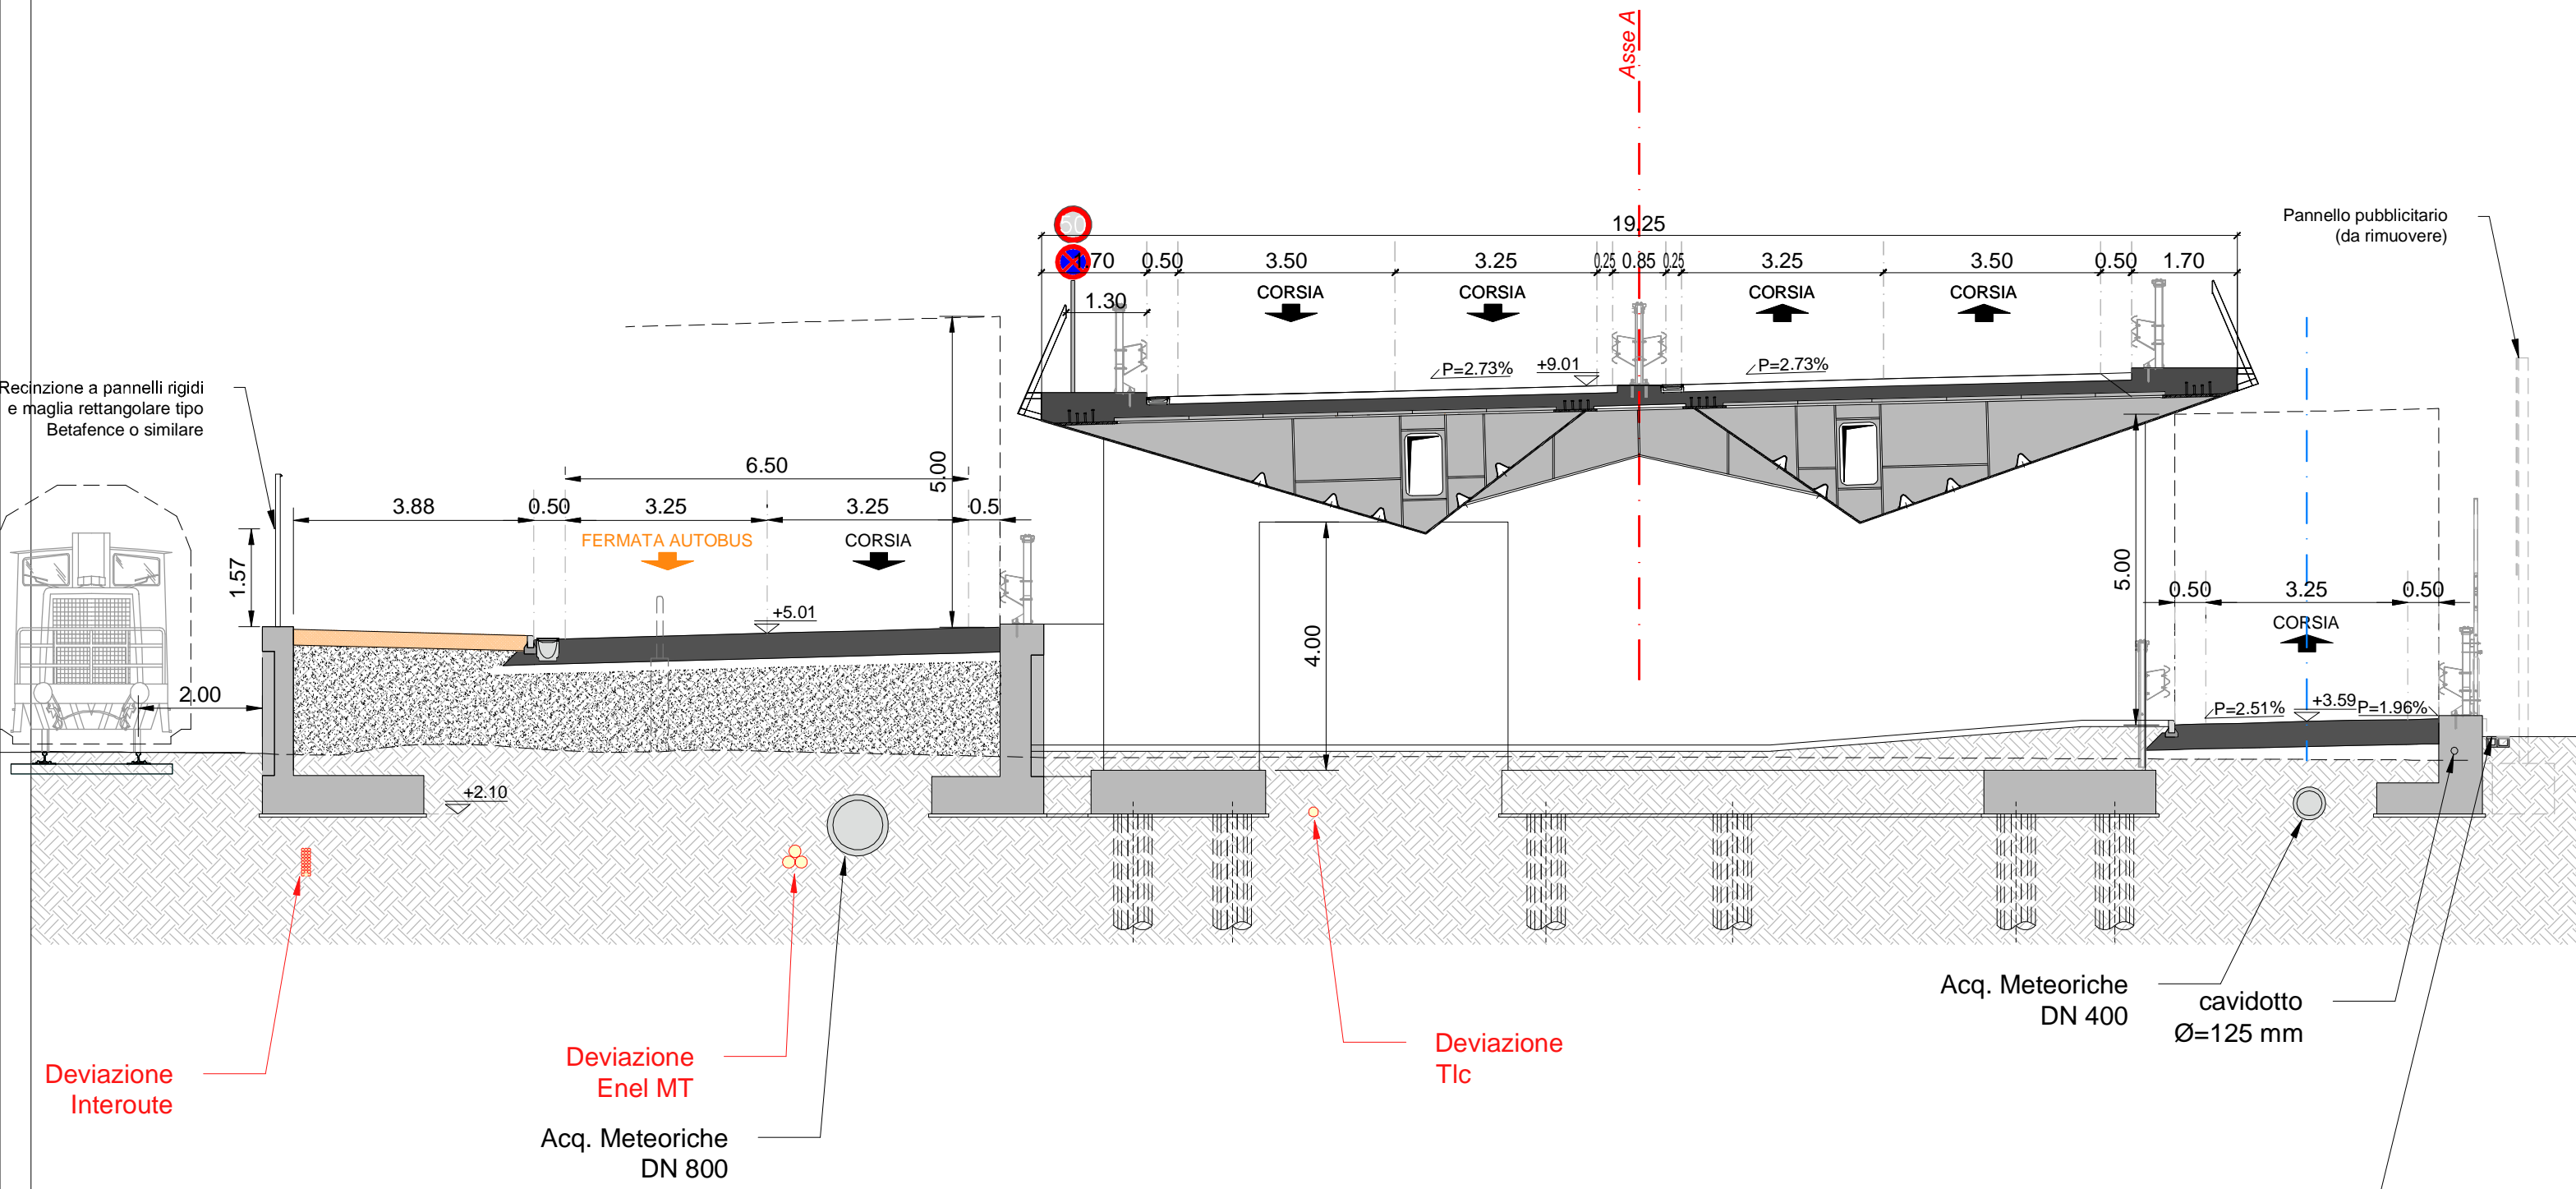 Asse A
50
19.25
Pannello pubblicitario
(da rimuovere)
70
0.50
3.50
3.25
0.25
0.85
0.25
3.25
3.50
0.50
1.70
CORSIA
CORSIA
CORSIA
CORSIA
1.30
P=2.73%
+9.01
P=2.73%
Recinzione a pannelli rigidi
e maglia rettangolare tipo
Betafence o similare
6.50
5.00
3.88
0.50
3.25
3.25
0.5
FERMATA AUTOBUS
CORSIA
1.57
5.00
0.50
3.25
0.50
CORSIA
+5.01
4.00
2.00
P=2.51%
+3.59
P=1.96%
+2.10
Acq. Meteoriche
DN 400
cavidotto
Ø=125 mm
Deviazione
Interoute
Deviazione
Enel MT
Deviazione
Tlc
Acq. Meteoriche
DN 800